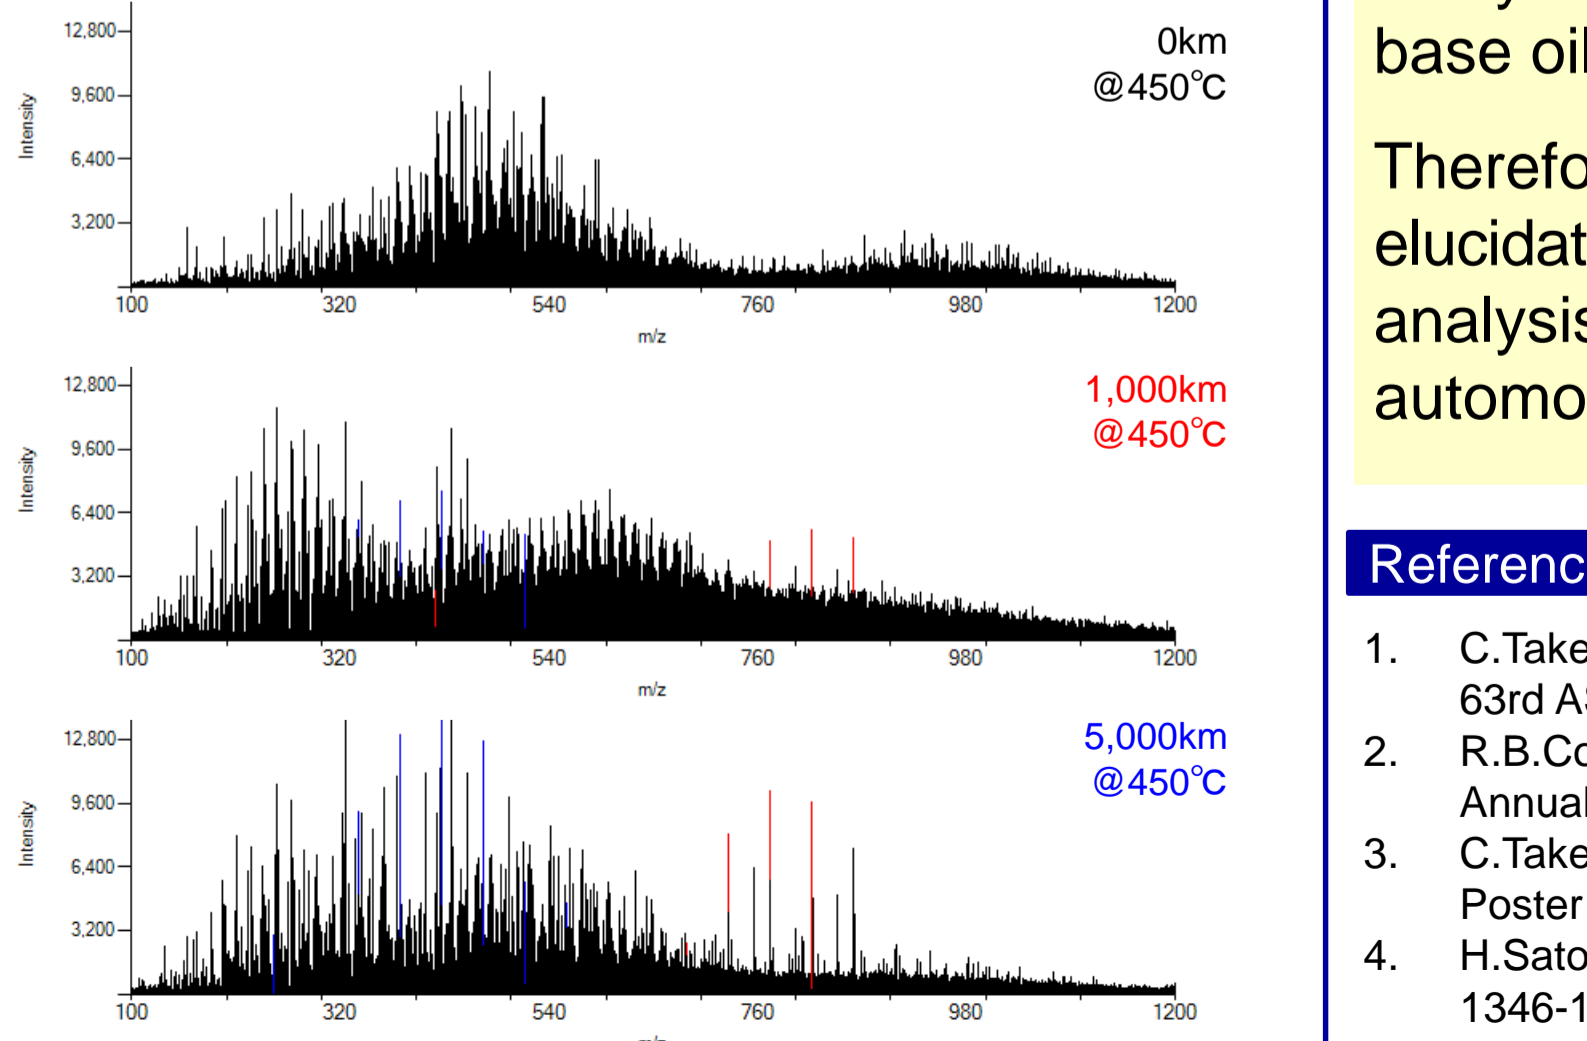 12,800
9,600
6,400
3,200
Intensity
0km
@450℃
100 320 540 760 980 1200
m/z
12,800
9,600
6,400
3,200
Intensity
1,000km
@450℃
100 320 540 760 980 1200
m/z
12,800
9,600
6,400
3,200
Intensity
5,000km
@450℃
100 320 540 760 980 1200
base oil
Therefo
elucidat
analysis
automo
Referenc
1. C.Take
63rd AS
2. R.B.Co
Annual
3. C.Take
Poster
4. H.Sato
1346-1